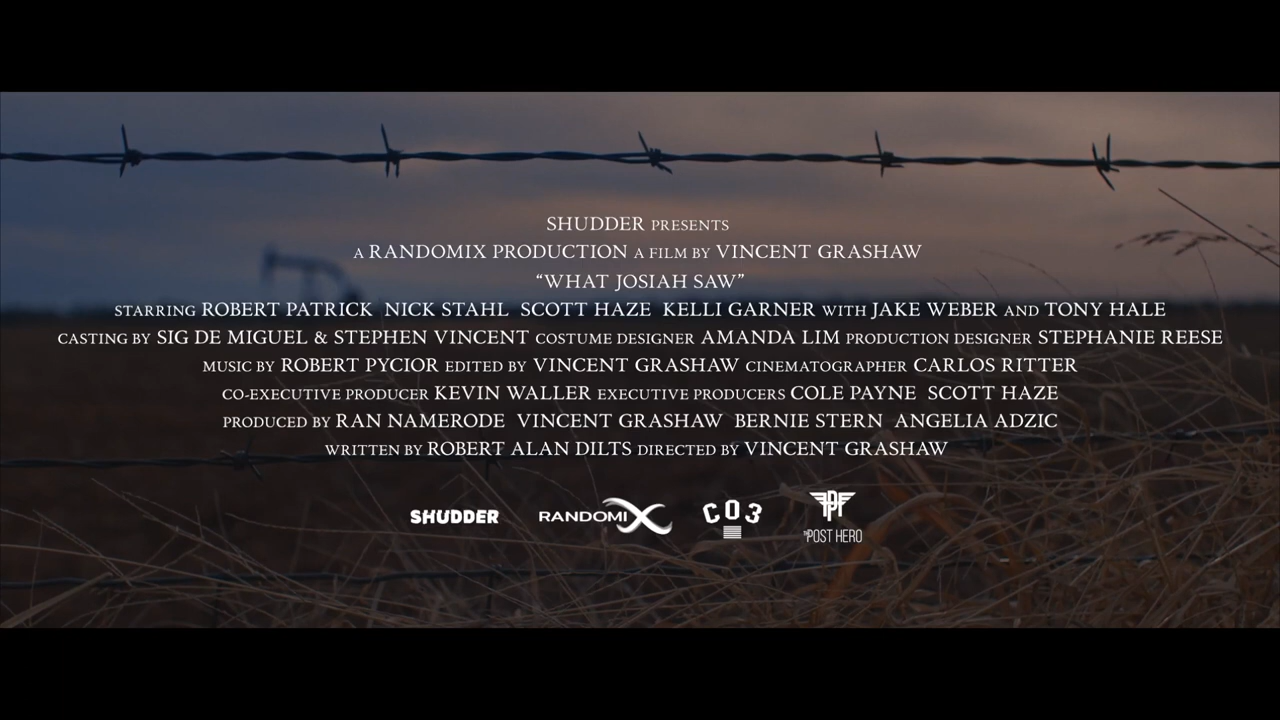 SHUDDER PRESENTS
A RANDOMIX PRODUCTION A FILM BY VINCENT GRASHAW
“WHAT JOSIAH SAW”
STARRING ROBERT PATRICK NICK STAHL SCOTT HAZE KELLI GARNER WITH JAKE WEBER AND TONY HALE
CASTING BY SIG DE MIGUEL & STEPHEN VINCENT COSTUME DESIGNER AMANDA LIM PRODUCTION DESIGNER STEPHANIE REESE
MUSIC BY ROBERT PYCIOR EDITED BY VINCENT GRASHAW CINEMATOGRAPHER CARLOS RITTER
CO-EXECUTIVE PRODUCER KEVIN WALLER EXECUTIVE PRODUCERS COLE PAYNE SCOTT HAZE
PRODUCED BY RAN NAMERODE VINCENT GRASHAW BERNIE STERN ANGELIA ADZIC
WRITTEN BY ROBERT ALAN DILTS DIRECTED BY VINCENT GRASHAW
SHUDDER RANDOMIX CO3 PPF
THE POST HERO